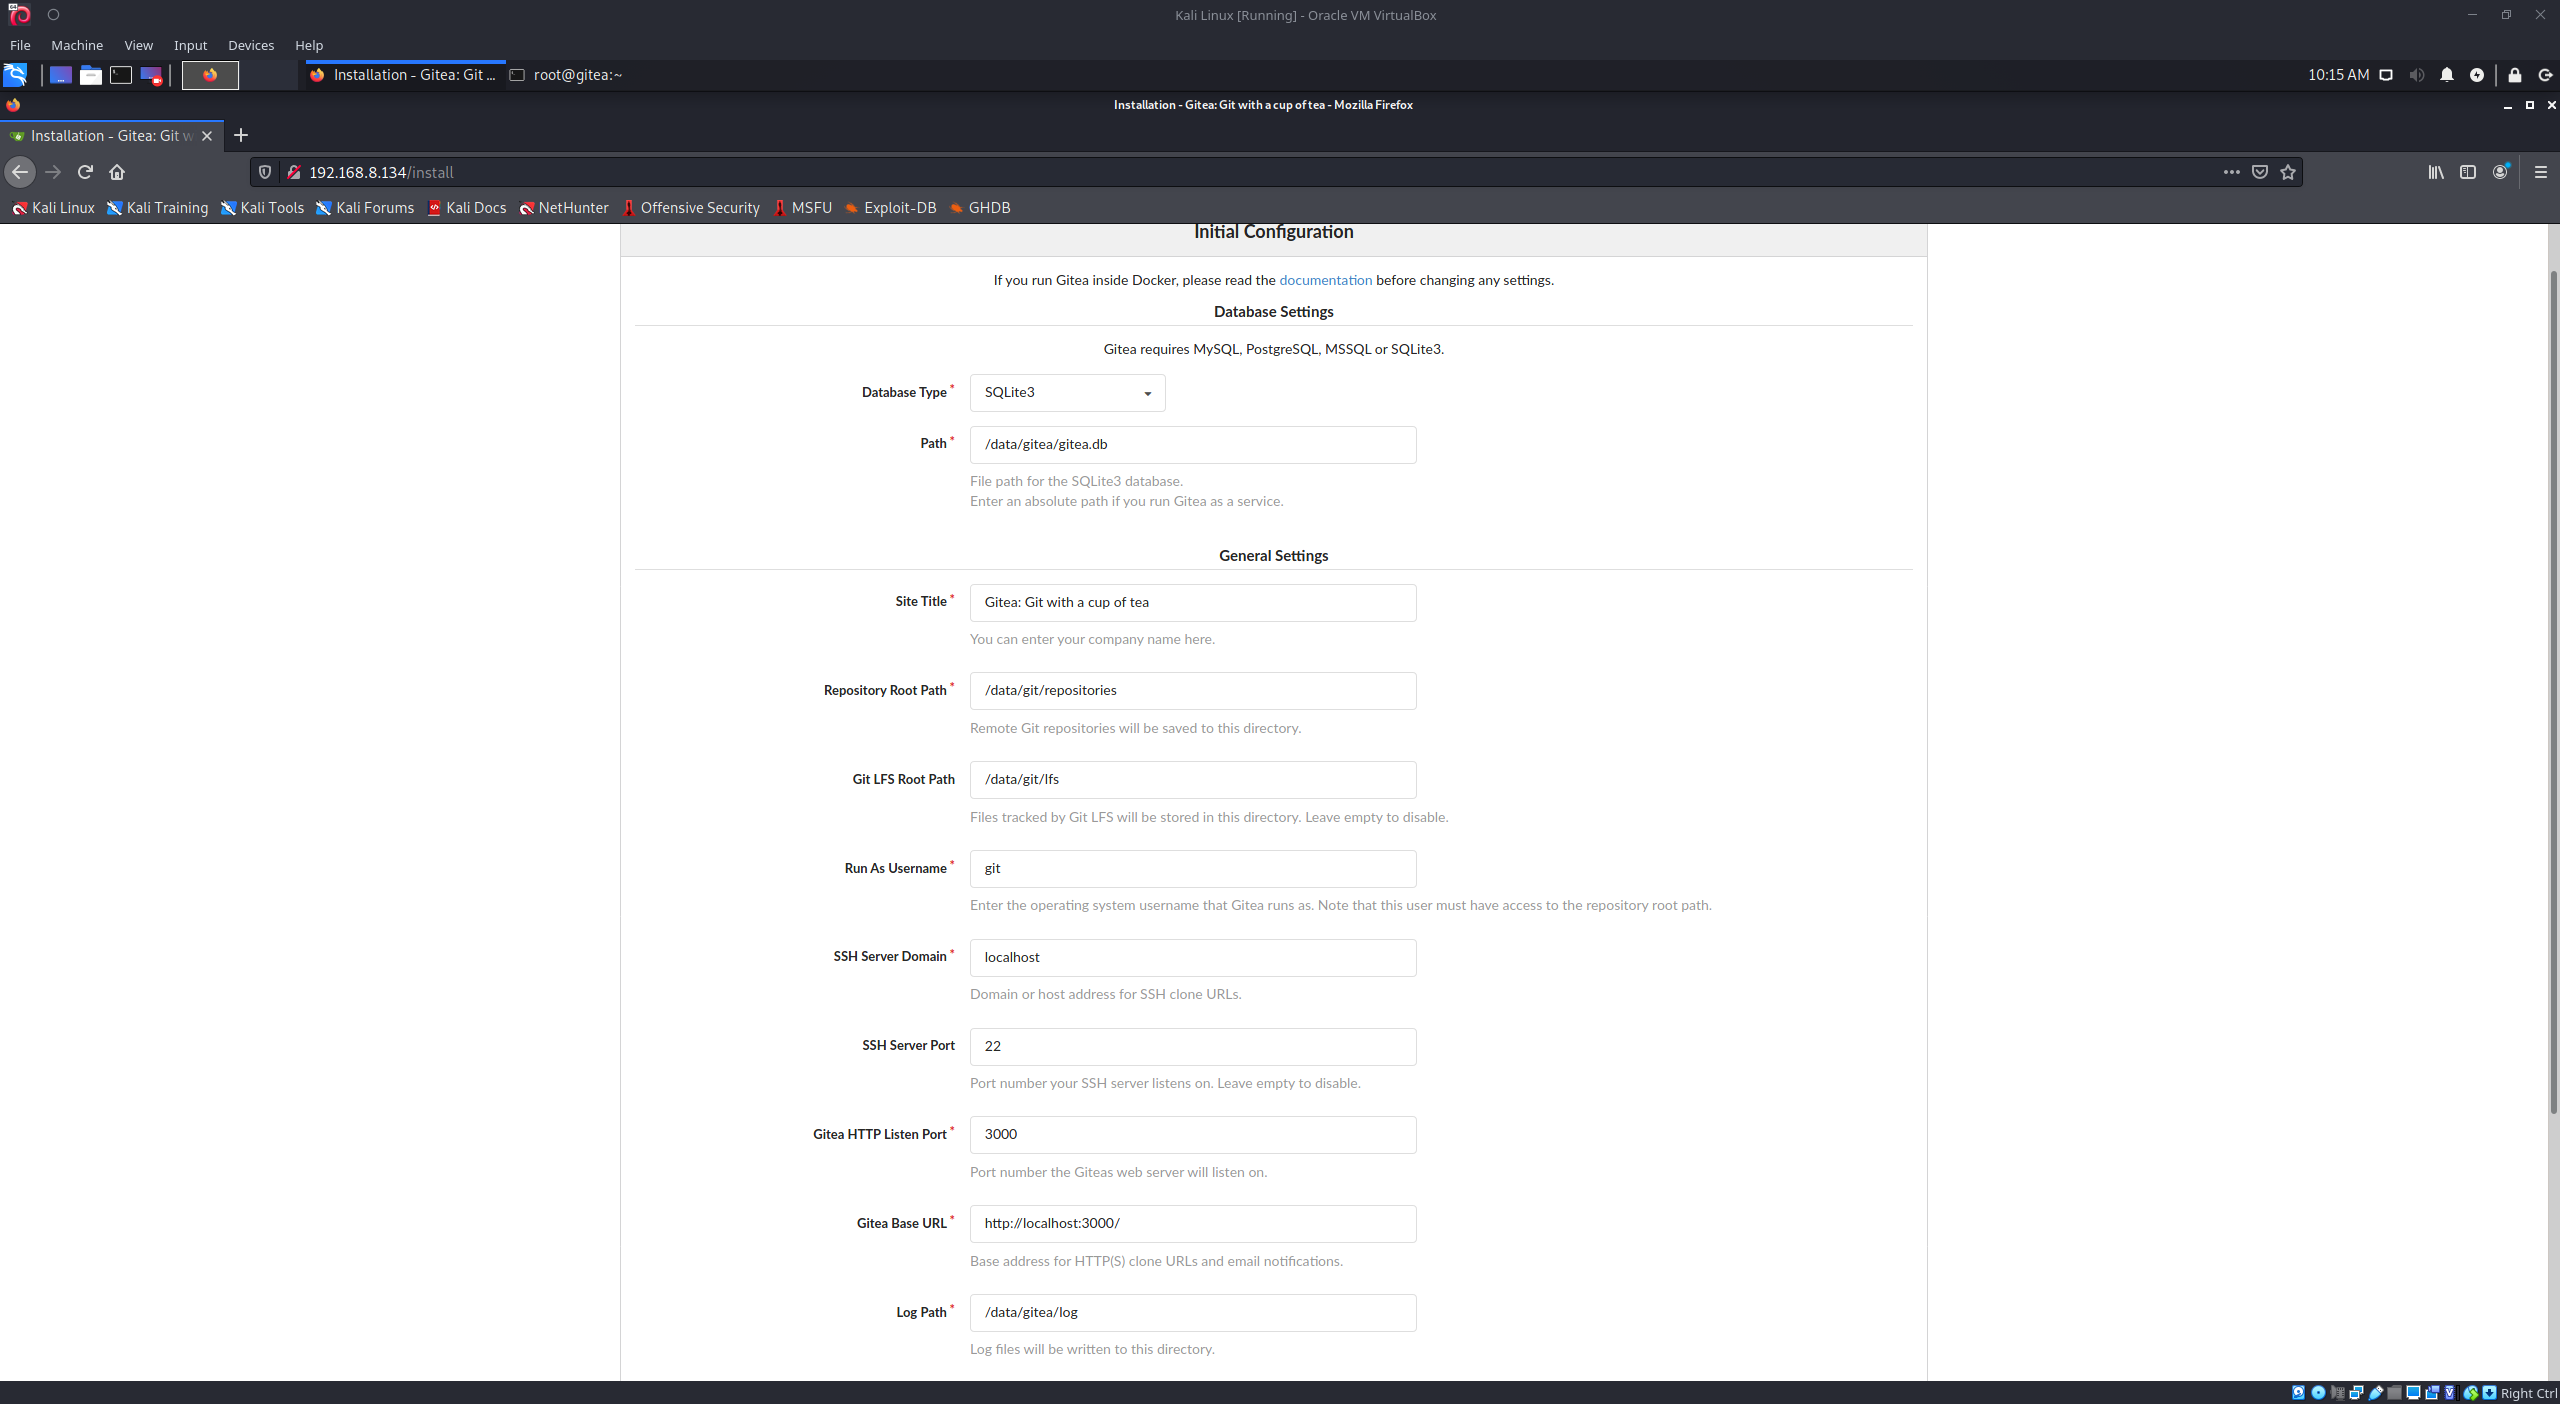 Kali Linux [Running] - Oracle VM VirtualBox
File Machine View Input Devices Help
Installation - Gitea: Git ... root@gitea:~ 10:15 AM
Installation - Gitea: Git with a cup of tea - Mozilla Firefox
Installation - Gitea: Git w
192.168.8.134/install
Kali Linux Kali Training Kali Tools Kali Forums Kali Docs NetHunter Offensive Security MSFU Exploit-DB GHDB
Initial Configuration
If you run Gitea inside Docker, please read the documentation before changing any settings.
Database Settings
Gitea requires MySQL, PostgreSQL, MSSQL or SQLite3.
Database Type * SQLite3
Path * /data/gitea/gitea.db
File path for the SQLite3 database.
Enter an absolute path if you run Gitea as a service.
General Settings
Site Title * Gitea: Git with a cup of tea
You can enter your company name here.
Repository Root Path * /data/git/repositories
Remote Git repositories will be saved to this directory.
Git LFS Root Path /data/git/lfs
Files tracked by Git LFS will be stored in this directory. Leave empty to disable.
Run As Username * git
Enter the operating system username that Gitea runs as. Note that this user must have access to the repository root path.
SSH Server Domain * localhost
Domain or host address for SSH clone URLs.
SSH Server Port 22
Port number your SSH server listens on. Leave empty to disable.
Gitea HTTP Listen Port * 3000
Port number the Giteas web server will listen on.
Gitea Base URL * http://localhost:3000/
Base address for HTTP(S) clone URLs and email notifications.
Log Path * /data/gitea/log
Log files will be written to this directory.
Right Ctrl